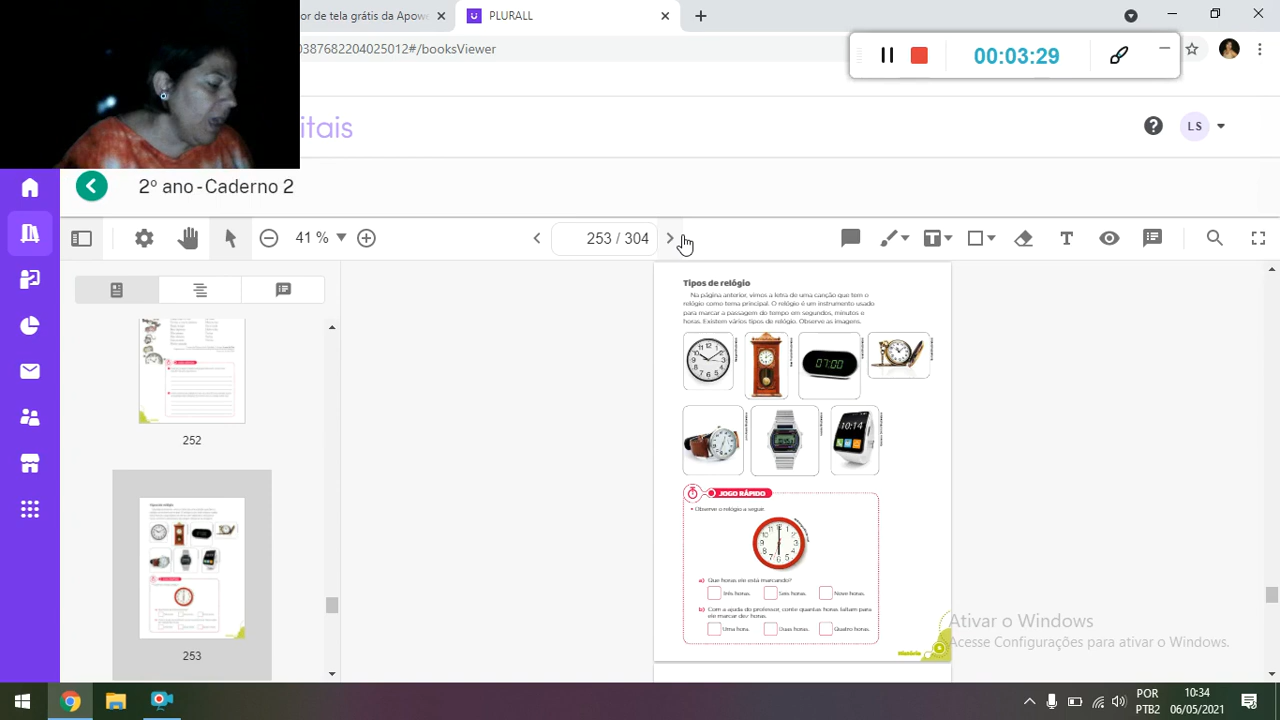 or de tela grátis da Apowe
PLURALL
0387682204025012#/booksViewer
00:03:29
itais
LS
2º ano - Caderno 2
41 %
253 / 304
252
253
Tipos de relógio
Na página anterior, vimos a letra de uma canção que tem o
relógio como tema principal. O relógio é um instrumento usado
para marcar a passagem do tempo em segundos, minutos e
horas. Existem vários tipos de relógio. Observe as imagens.
07:00
10:14
JOGO RÁPIDO
• Observe o relógio a seguir.
a) Que horas ele está marcando?
Três horas.
Seis horas.
Nove horas.
b) Com a ajuda do professor, conte quantas horas faltam para
ele marcar dez horas.
Uma hora.
Duas horas.
Quatro horas.
História
Ativar o Windows
Acesse Configurações para ativar o Windows.
POR
PTB2
10:34
06/05/2021